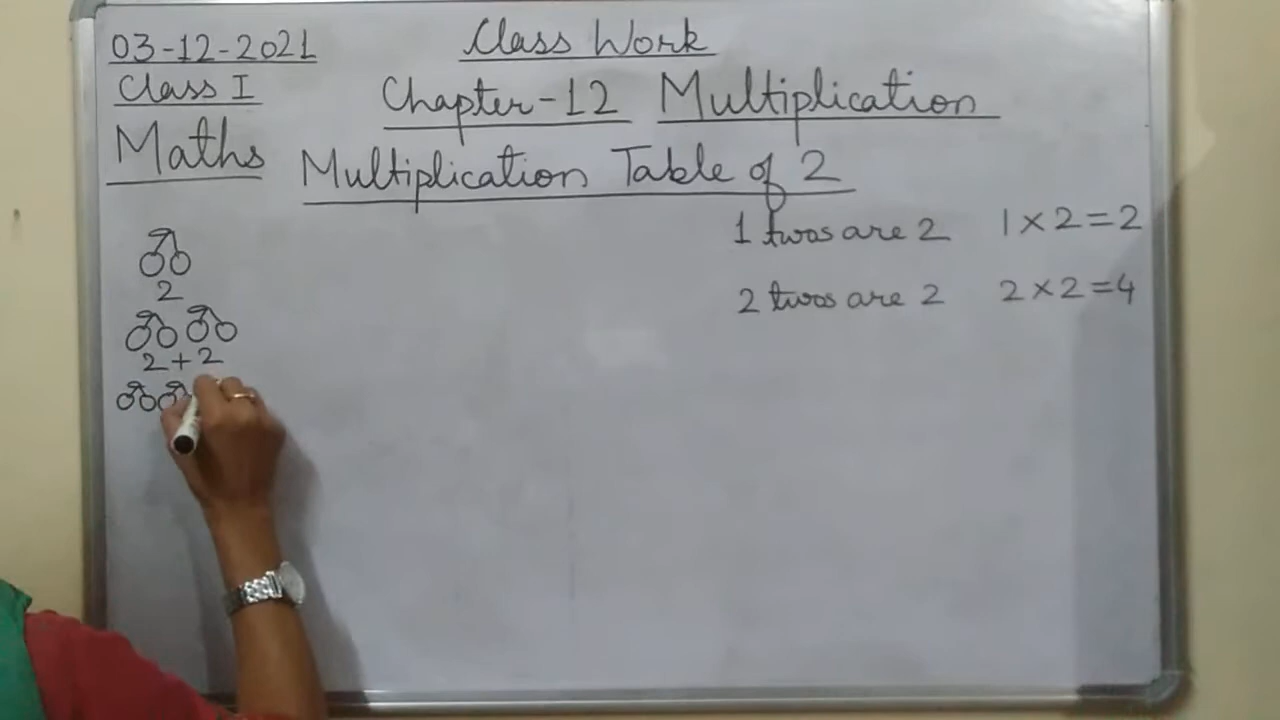 03-12-2021 Class Work
Class I Chapter-12 Multiplication
Maths Multiplication Table of 2
1 twos are 2 1×2=2
2
2 twos are 2 2×2=4
2+2